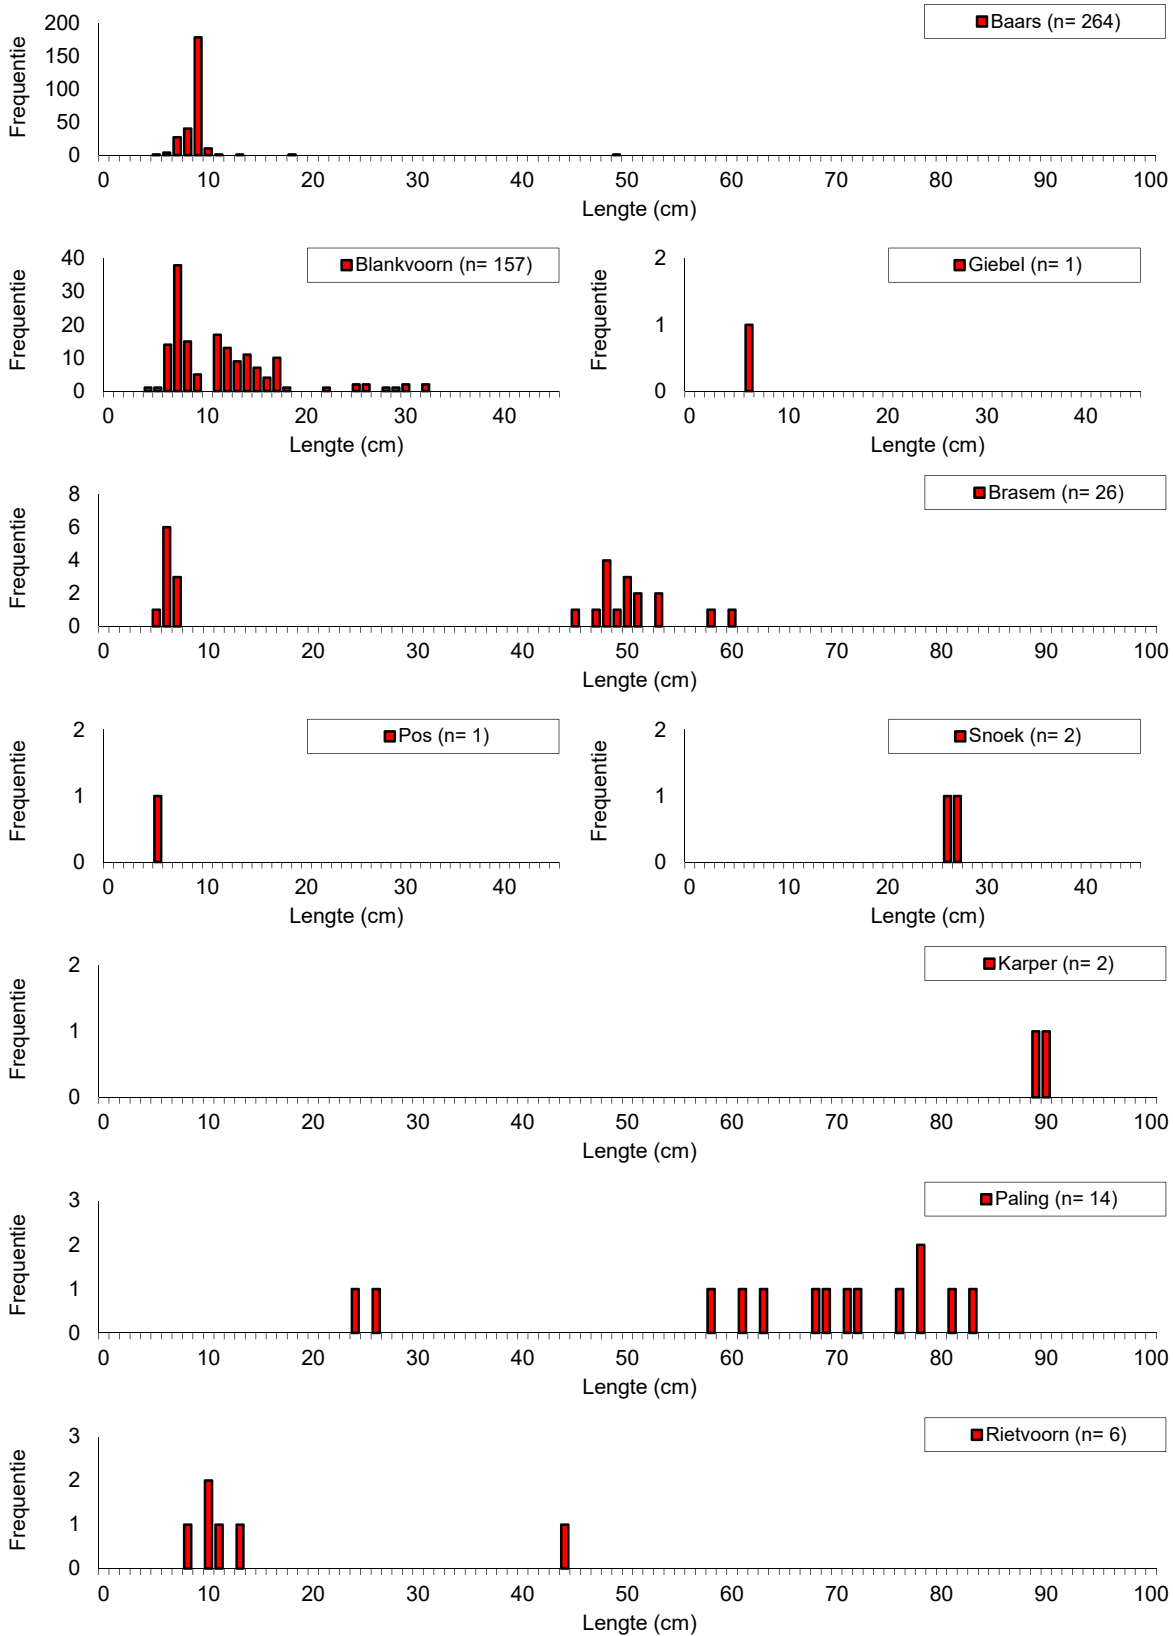 Baars (n= 264)
Frequentie
200
150
100
50
0
0 10 20 30 40 50 60 70 80 90 100
Lengte (cm)
Blankvoorn (n= 157)
Frequentie
40
30
20
10
0
0 10 20 30 40
Lengte (cm)
Giebel (n= 1)
Frequentie
2
1
0
0 10 20 30 40
Lengte (cm)
Brasem (n= 26)
Frequentie
8
6
4
2
0
0 10 20 30 40 50 60 70 80 90 100
Lengte (cm)
Pos (n= 1)
Frequentie
2
1
0
0 10 20 30 40
Lengte (cm)
Snoek (n= 2)
Frequentie
2
1
0
0 10 20 30 40
Lengte (cm)
Karper (n= 2)
Frequentie
2
1
0
0 10 20 30 40 50 60 70 80 90 100
Lengte (cm)
Paling (n= 14)
Frequentie
3
2
1
0
0 10 20 30 40 50 60 70 80 90 100
Lengte (cm)
Rietvoorn (n= 6)
Frequentie
3
2
1
0
0 10 20 30 40 50 60 70 80 90 100
Lengte (cm)